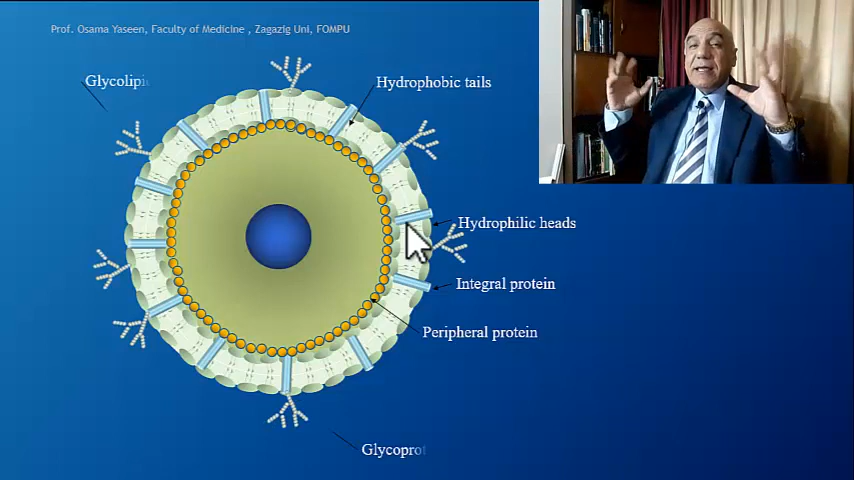 Prof. Osama Yaseen, Faculty of Medicine , Zagazig Uni, FOMPU
Glycolipi
Hydrophobic tails
Hydrophilic heads
Integral protein
Peripheral protein
Glycoprot